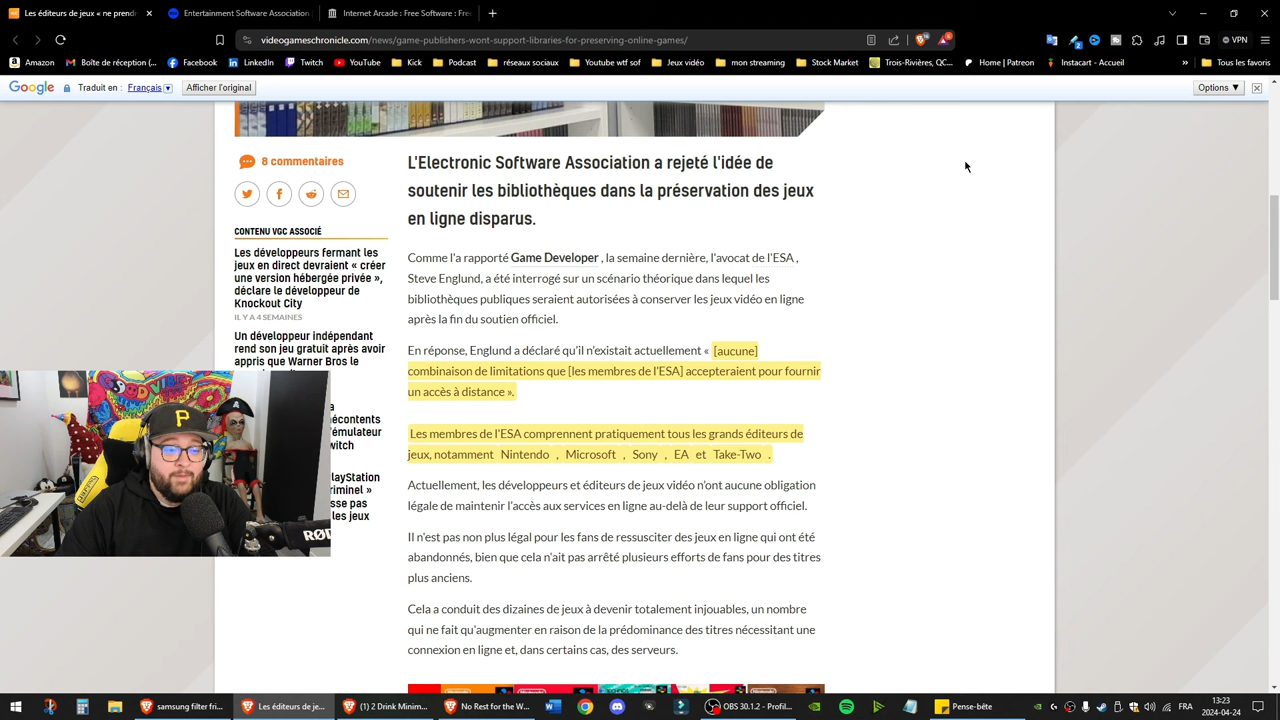 Les éditeurs de jeux « ne prendr
Entertainment Software Association
Internet Arcade : Free Software : Free
videogameschronicle.com/news/game-publishers-wont-support-libraries-for-preserving-online-games/
VPN
Amazon
Boîte de réception (...
Facebook
LinkedIn
Twitch
YouTube
Kick
Podcast
réseaux sociaux
Youtube wtf sof
Jeux vidéo
mon streaming
Stock Market
Trois-Rivières, QC...
Home | Patreon
Instacart - Accueil
Tous les favoris
Google Traduit en : Français Afficher l'original Options ▼
8 commentaires
CONTENU VGC ASSOCIÉ
Les développeurs fermant les
jeux en direct devraient « créer
une version hébergée privée »,
déclare le développeur de
Knockout City
IL Y A 4 SEMAINES
Un développeur indépendant
rend son jeu gratuit après avoir
appris que Warner Bros le
a
nécontents
'émulateur
witch
layStation
riminel »
sse pas
les jeux
L'Electronic Software Association a rejeté l'idée de
soutenir les bibliothèques dans la préservation des jeux
en ligne disparus.
Comme l'a rapporté Game Developer , la semaine dernière, l'avocat de l'ESA ,
Steve Englund, a été interrogé sur un scénario théorique dans lequel les
bibliothèques publiques seraient autorisées à conserver les jeux vidéo en ligne
après la fin du soutien officiel.
En réponse, Englund a déclaré qu'il n'existait actuellement « [aucune]
combinaison de limitations que [les membres de l'ESA] accepteraient pour fournir
un accès à distance ».
Les membres de l'ESA comprennent pratiquement tous les grands éditeurs de
jeux, notamment Nintendo , Microsoft , Sony , EA et Take-Two .
Actuellement, les développeurs et éditeurs de jeux vidéo n'ont aucune obligation
légale de maintenir l'accès aux services en ligne au-delà de leur support officiel.
Il n'est pas non plus légal pour les fans de ressusciter des jeux en ligne qui ont été
abandonnés, bien que cela n'ait pas arrêté plusieurs efforts de fans pour des titres
plus anciens.
Cela a conduit des dizaines de jeux à devenir totalement injouables, un nombre
qui ne fait qu'augmenter en raison de la prédominance des titres nécessitant une
connexion en ligne et, dans certains cas, des serveurs.
P
RØD
samsung filter fri...
Les éditeurs de je...
(1) 2 Drink Minim...
No Rest for the W...
OBS 30.1.2 - Profil...
Pense-bête
FRA
13:23
2024-04-24